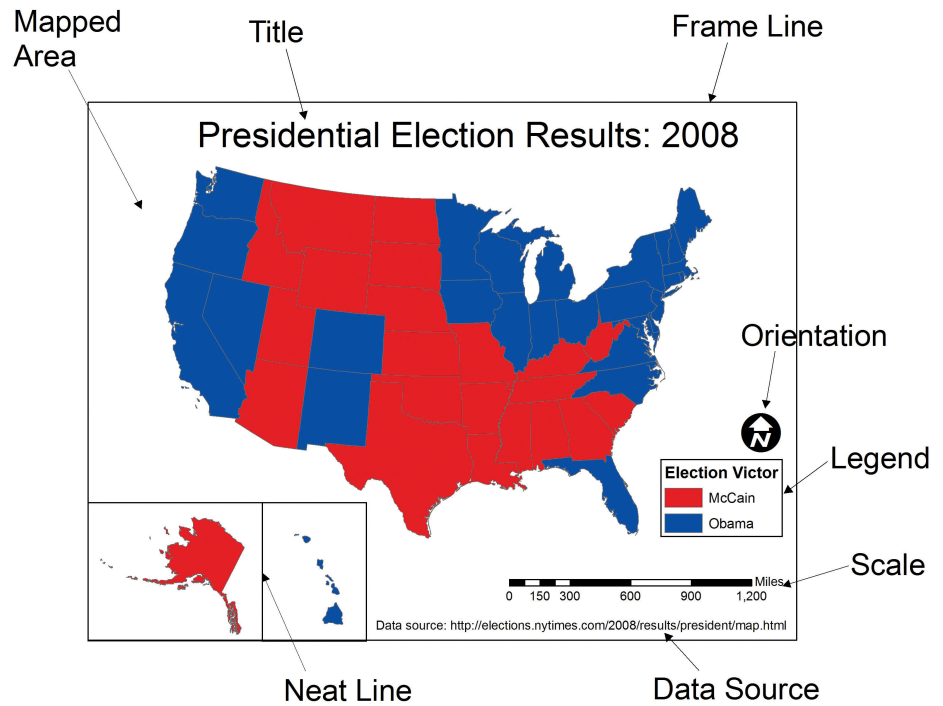 Mapped
Area
Title
Frame Line
Presidential Election Results: 2008
Orientation
N
Legend
Election Victor
McCain
Obama
Scale
Miles
0 150 300 600 900 1,200
Data source: http://elections.nytimes.com/2008/results/president/map.html
Neat Line
Data Source